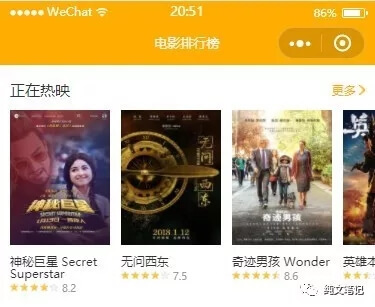 WeChat 20:51 86%
电影排行榜
正在热映
更多
神秘巨星
SECRET
SUPERSTAR
无问西东
2018.1.12
奇迹男孩
神秘巨星 Secret Superstar
8.2
无问西东
7.5
奇迹男孩 Wonder
8.6
英雄本
纯文笔记